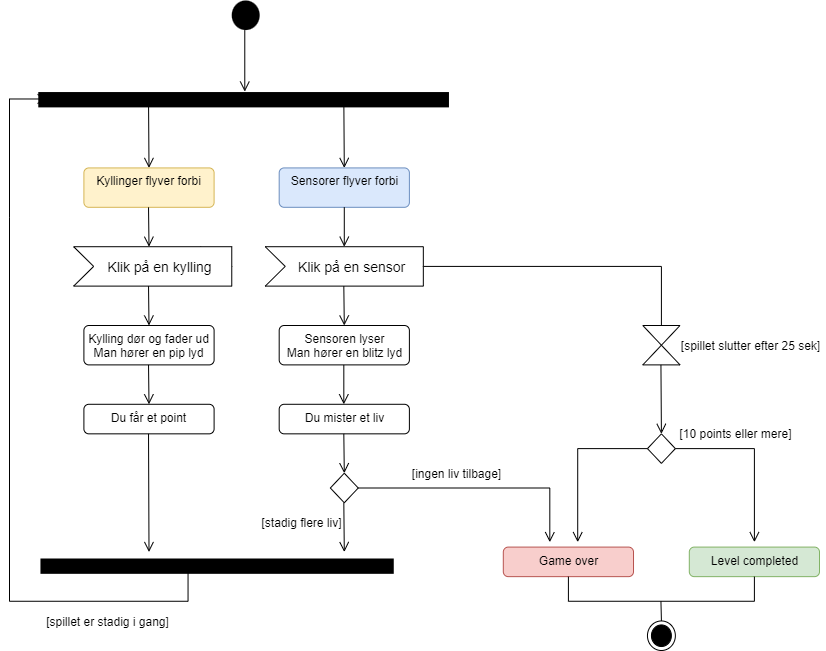 Kyllinger flyver forbi
Sensorer flyver forbi
Klik på en kylling
Klik på en sensor
Kylling dør og fader ud
Man hører en pip lyd
Sensoren lyser
Man hører en blitz lyd
[spillet slutter efter 25 sek]
Du får et point
Du mister et liv
[10 points eller mere]
[ingen liv tilbage]
[stadig flere liv]
Game over
Level completed
[spillet er stadig i gang]